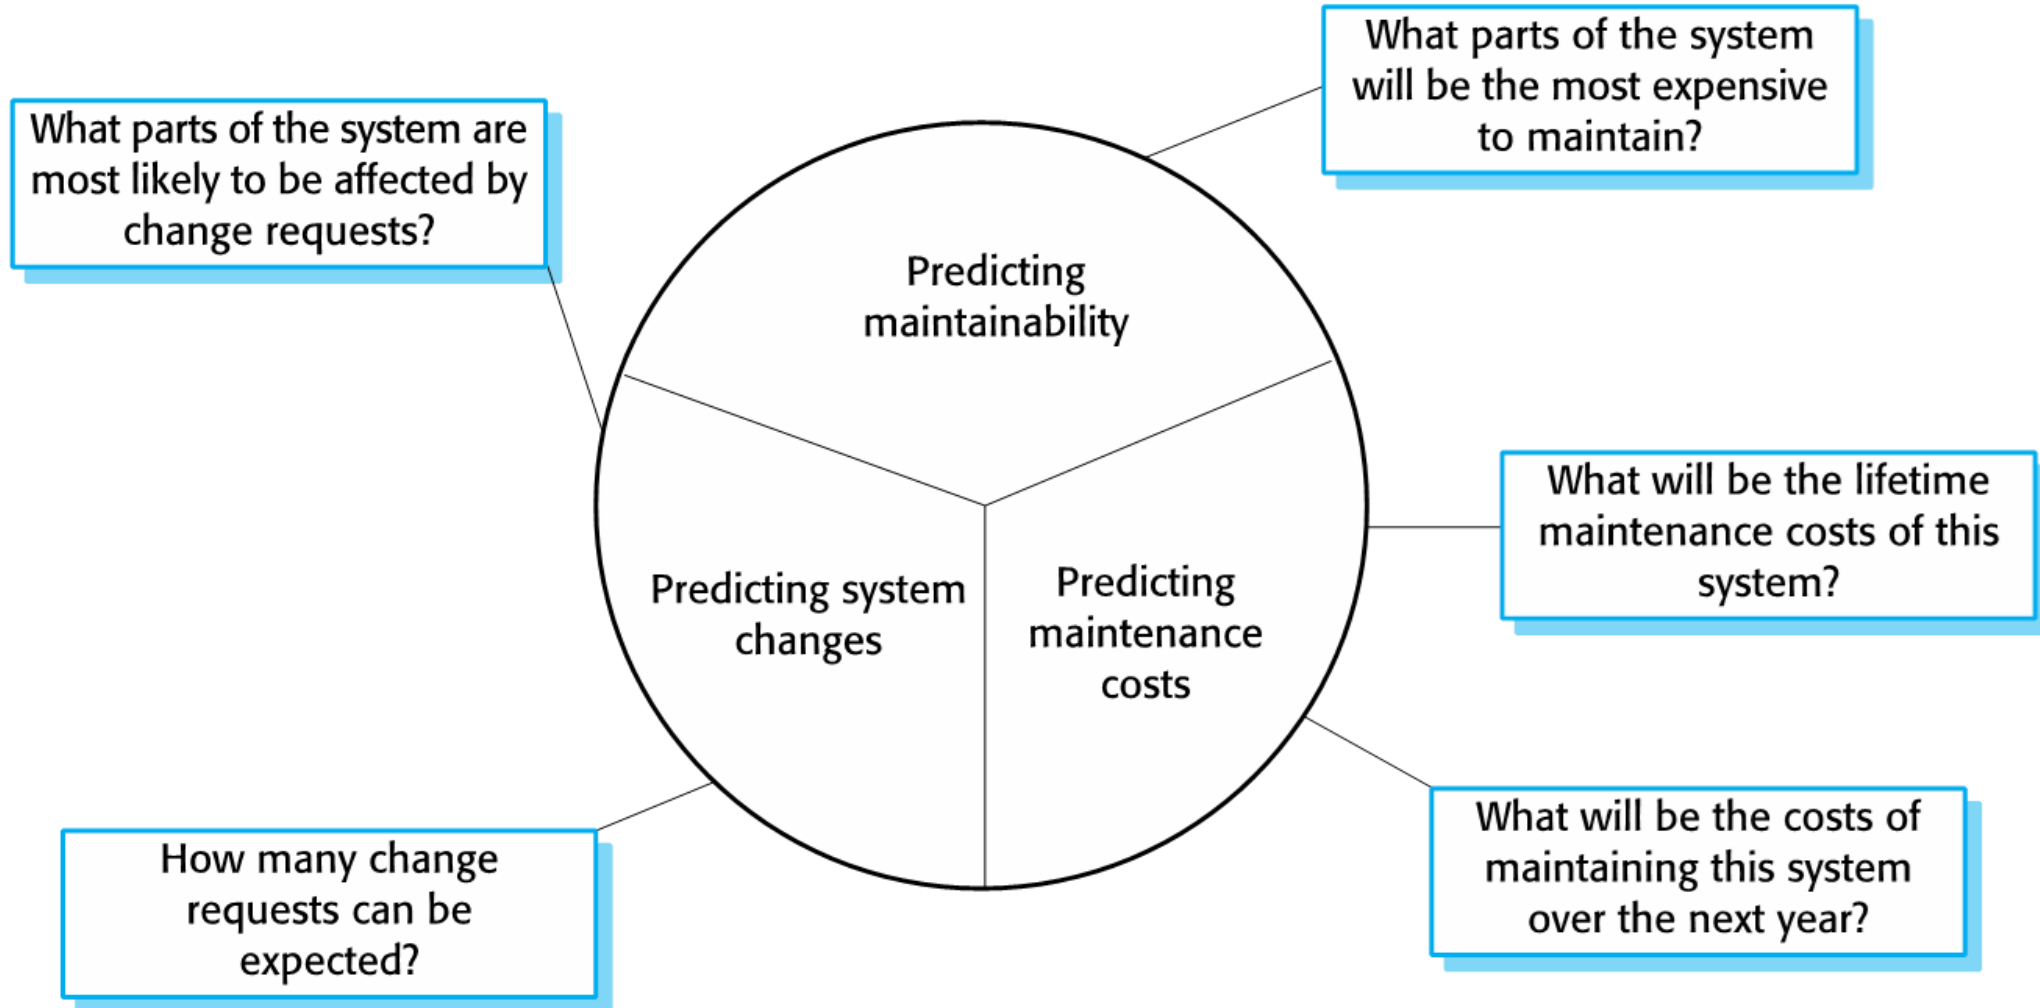 What parts of the system
will be the most expensive
to maintain?
What parts of the system are
most likely to be affected by
change requests?
Predicting
maintainability
What will be the lifetime
maintenance costs of this
system?
Predicting system
changes
Predicting
maintenance
costs
What will be the costs of
maintaining this system
over the next year?
How many change
requests can be
expected?